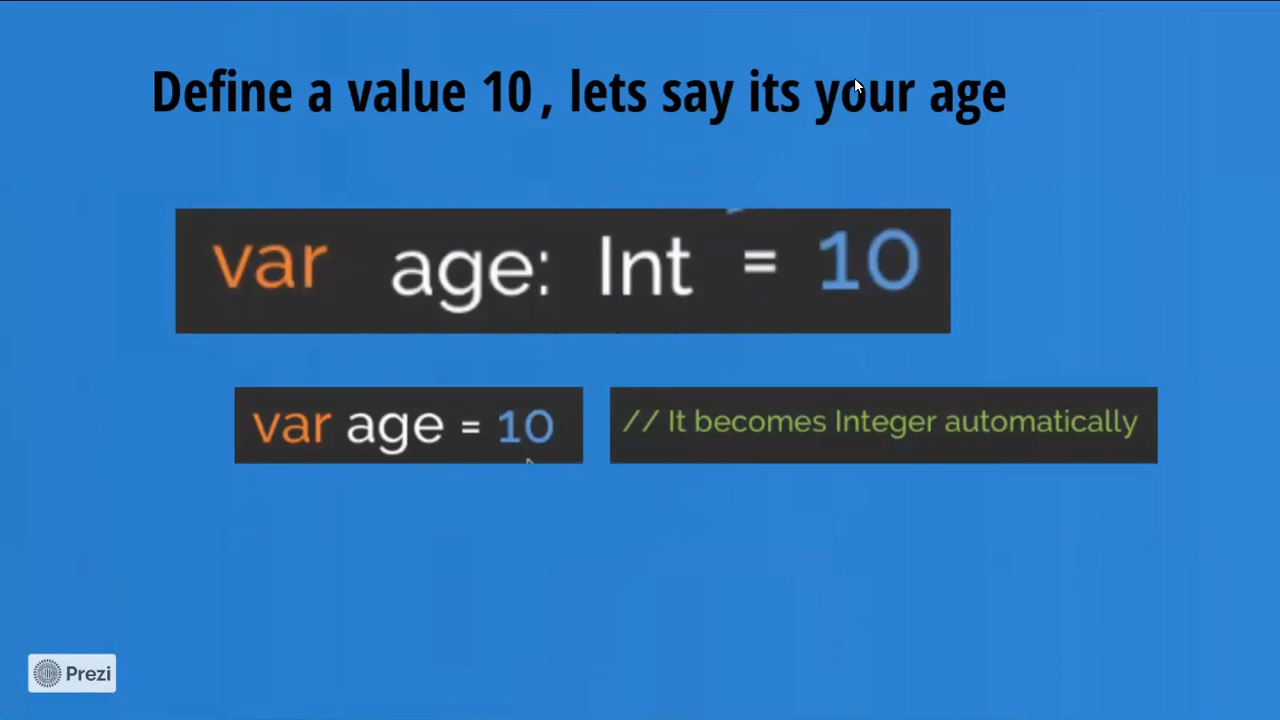 Define a value 10 , lets say its your age
var age: Int = 10
var age = 10 // It becomes Integer automatically
Prezi